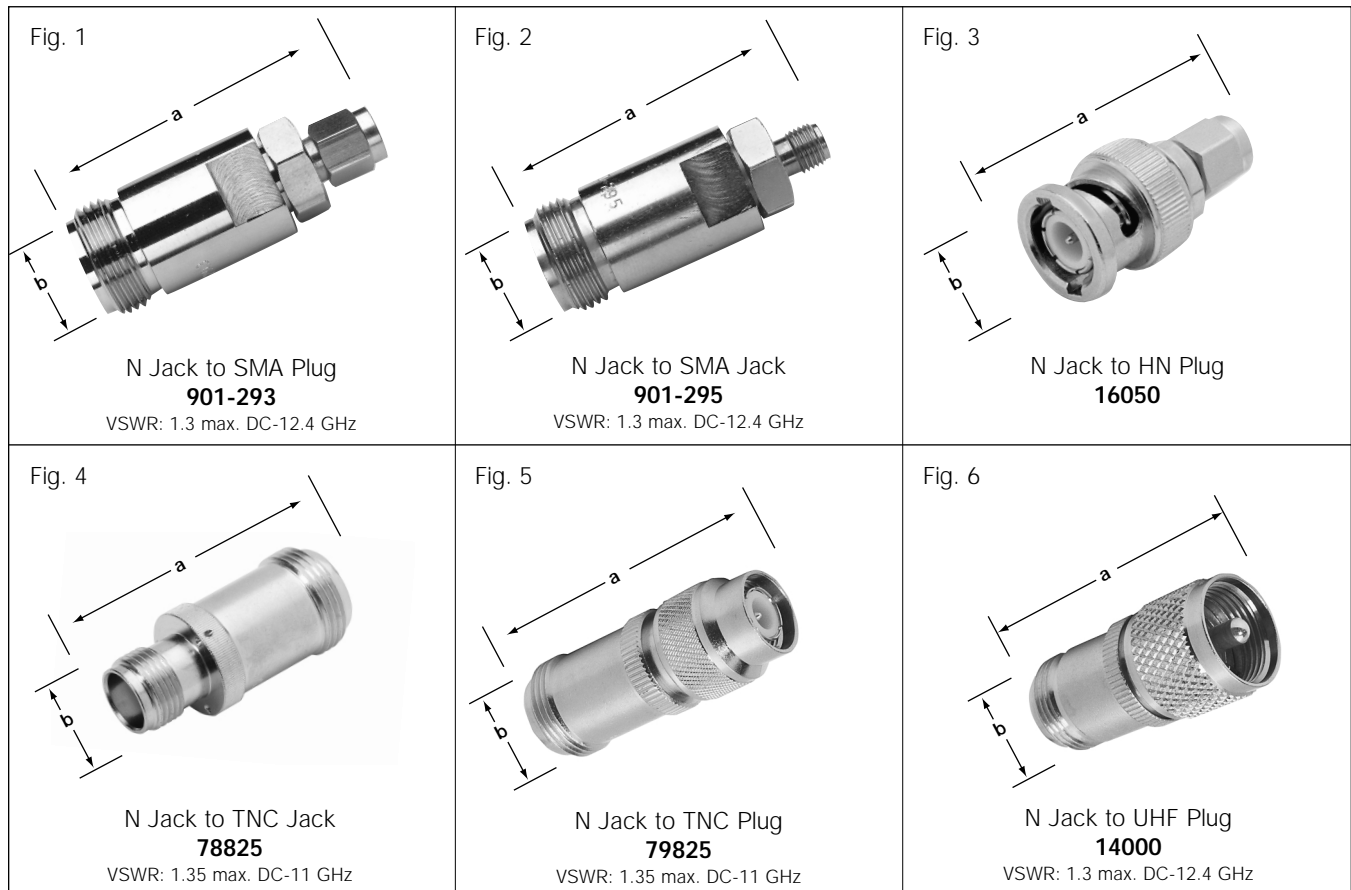 Fig. 1
a
b
N Jack to SMA Plug
901-293
VSWR: 1.3 max. DC-12.4 GHz
Fig. 2
a
b
295
N Jack to SMA Jack
901-295
VSWR: 1.3 max. DC-12.4 GHz
Fig. 3
a
b
N Jack to HN Plug
16050
Fig. 4
a
b
N Jack to TNC Jack
78825
VSWR: 1.35 max. DC-11 GHz
Fig. 5
a
b
N Jack to TNC Plug
79825
VSWR: 1.35 max. DC-11 GHz
Fig. 6
a
b
N Jack to UHF Plug
14000
VSWR: 1.3 max. DC-12.4 GHz